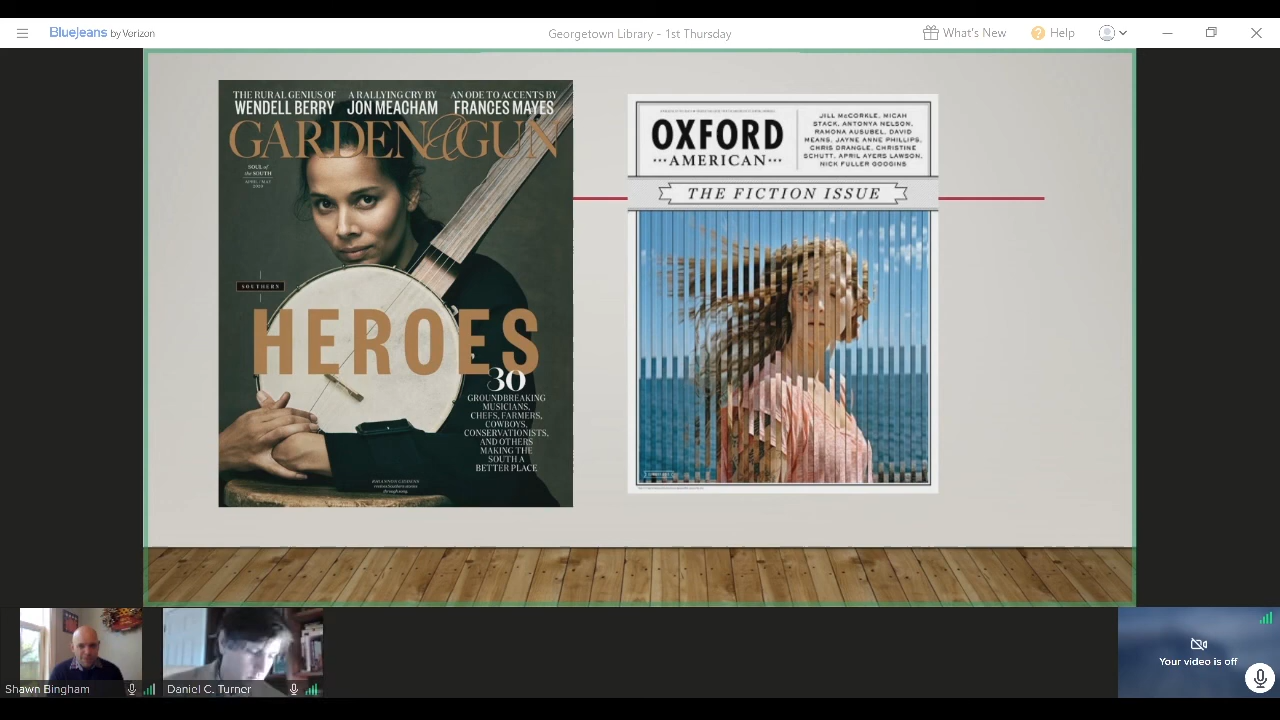 Bluejeans by Verizon
Georgetown Library - 1st Thursday
What's New
Help
THE RURAL GENIUS OF
WENDELL BERRY
A RALLYING CRY BY
JON MEACHAM
AN ODE TO ACCENTS BY
FRANCES MAYES
GARDEN & GUN
SOUL of
the SOUTH
APRIL / MAY
2019
SOUTHERN
HEROES
30
GROUNDBREAKING
MUSICIANS,
CHEFS, FARMERS,
COWBOYS,
CONSERVATIONISTS,
AND OTHERS
MAKING THE
SOUTH A
BETTER PLACE
OXFORD
AMERICAN
JILL McCORKLE, MICAH
STACK, ANTONYA NELSON,
RAMONA AUSUBEL, DAVID
MEANS, JAYNE ANNE PHILLIPS,
CHRIS DRANGLE, CHRISTINE
SCHUTT, APRIL AYERS LAWSON,
NICK FULLER GOOGINS
THE FICTION ISSUE
Shawn Bingham
Daniel C. Turner
Your video is off